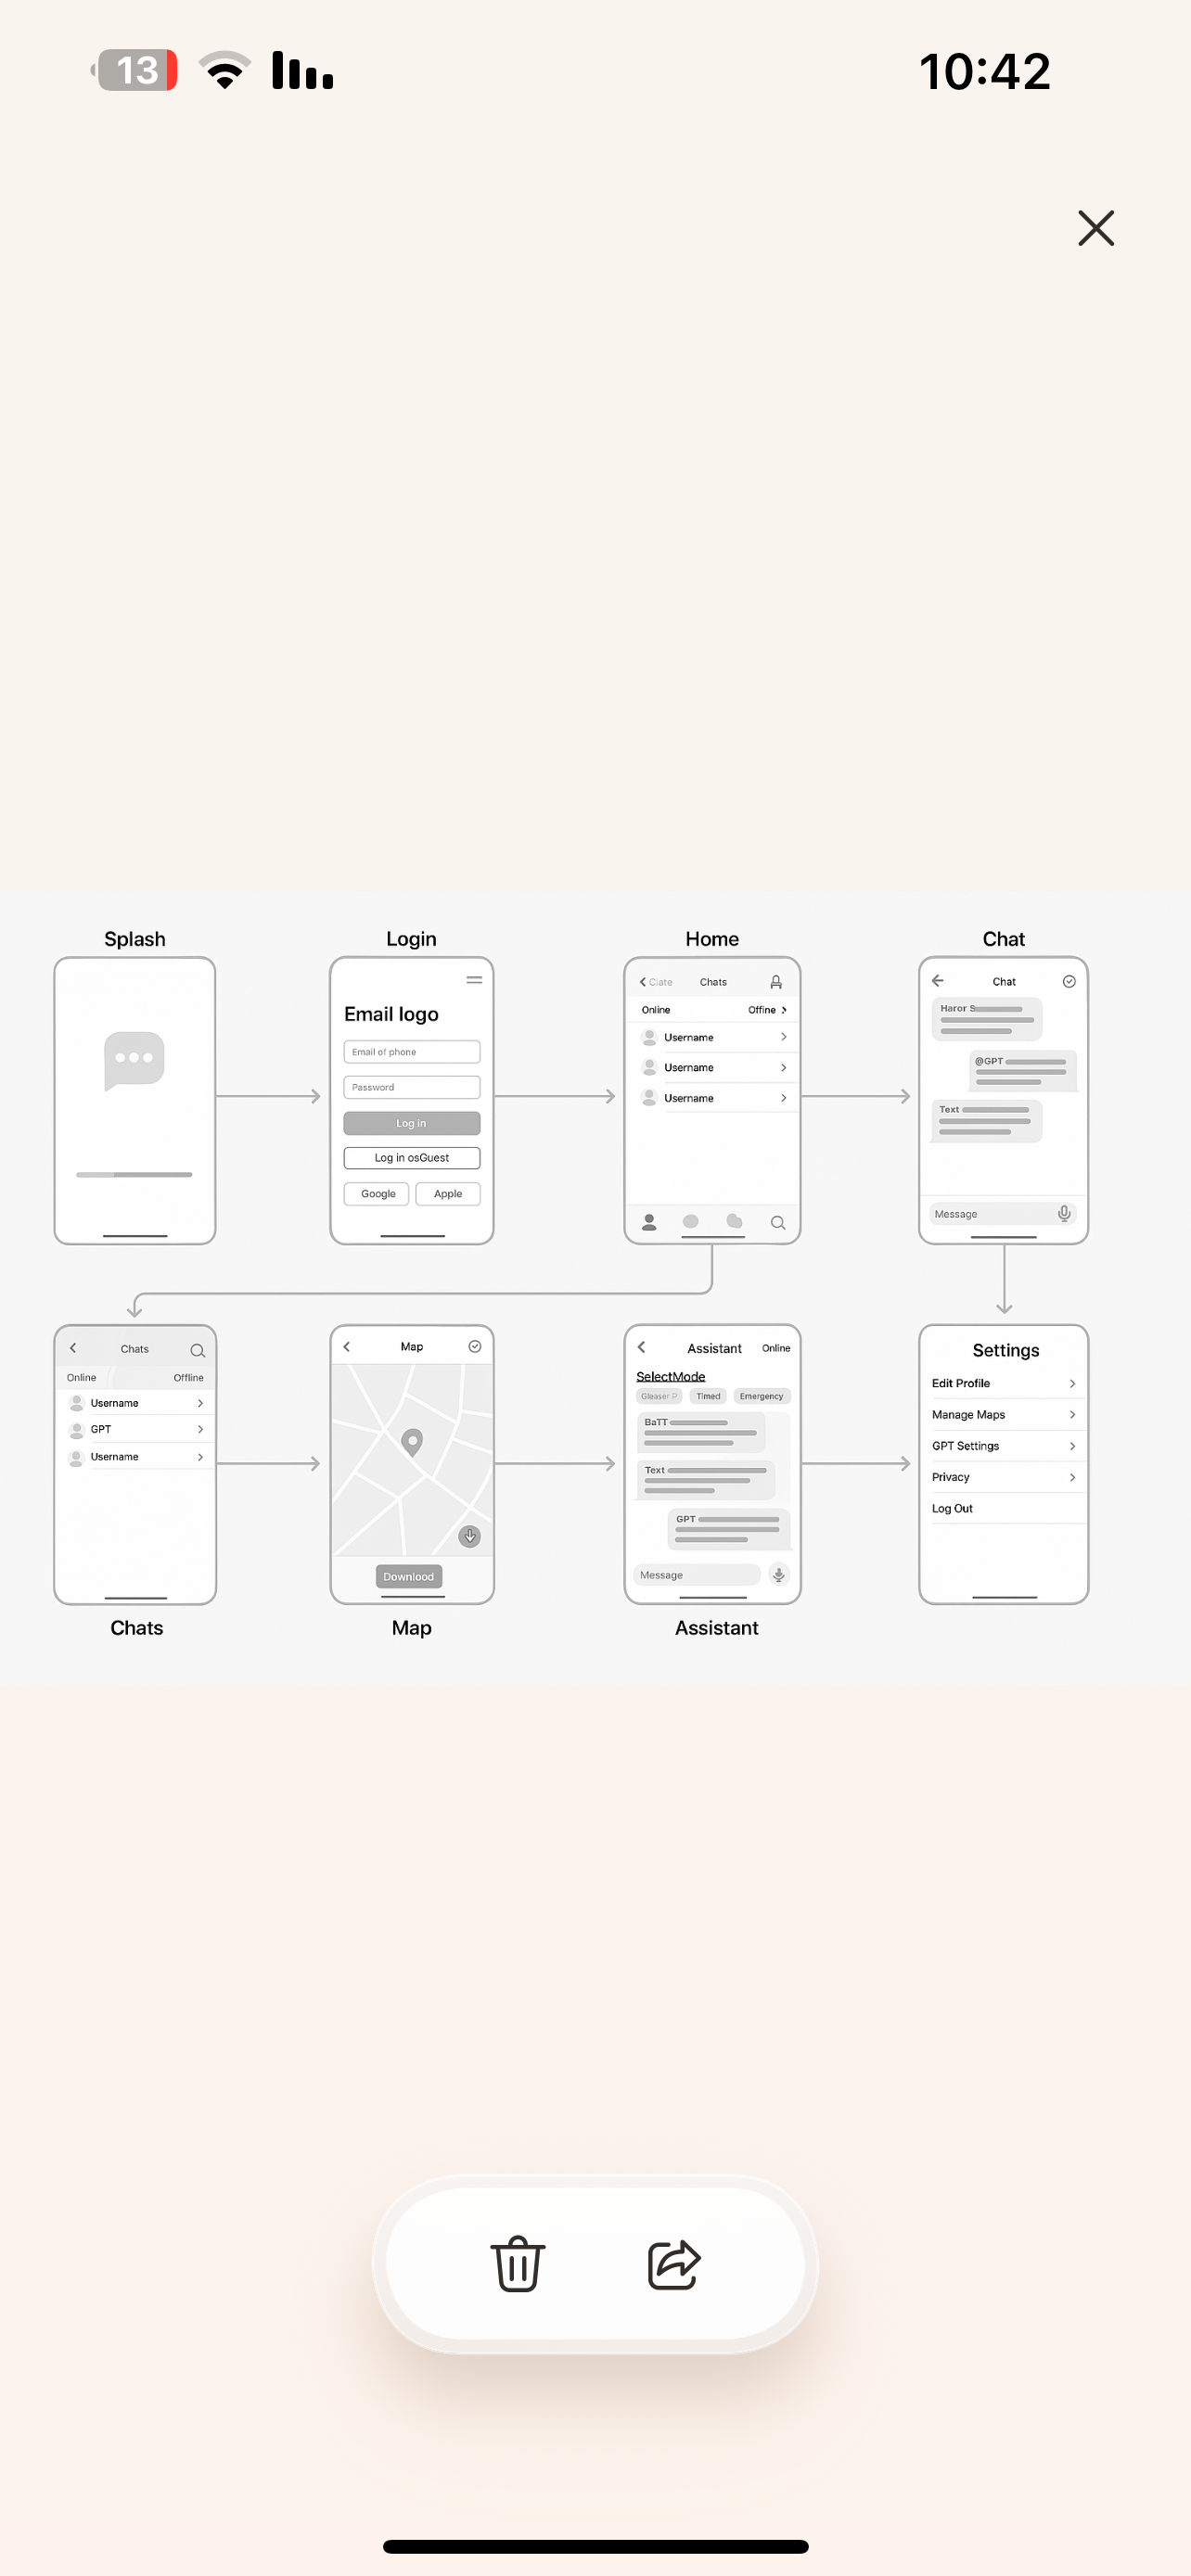 13
10:42
Splash
Login
Home
Chat
Email logo
Email of phone
Password
Log in
Log in osGuest
Google Apple
Ciate Chats
Online Offine
Username
Username
Username
Chat
Haror S
@GPT
Text
Message
Chats
Online Offline
Username
GPT
Username
Chats
Map
Downlood
Map
Assistant Online
SelectMode
Gleaser P Timed Emergency
BaTT
Text
GPT
Message
Assistant
Settings
Edit Profile
Manage Maps
GPT Settings
Privacy
Log Out